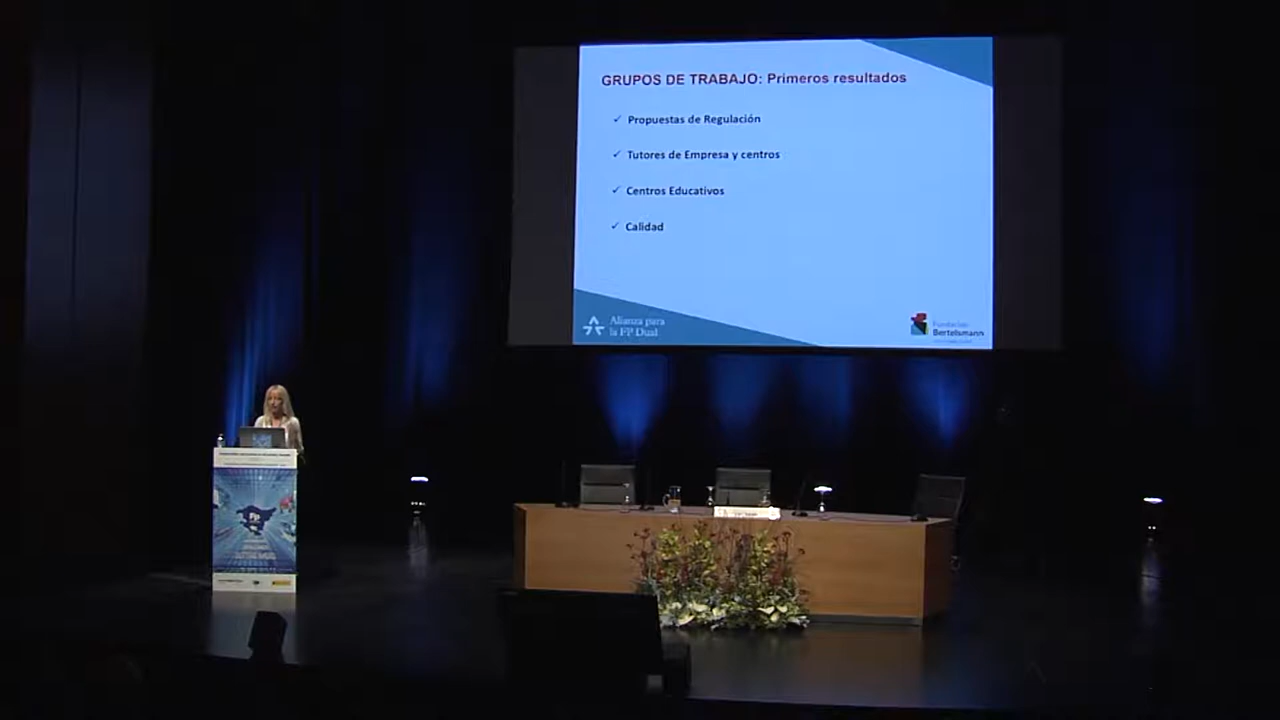 GRUPOS DE TRABAJO: Primeros resultados
✓ Propuestas de Regulación
✓ Tutores de Empresa y centros
✓ Centros Educativos
✓ Calidad
Alianza para
la FP Dual
Fundación
Bertelsmann
FP